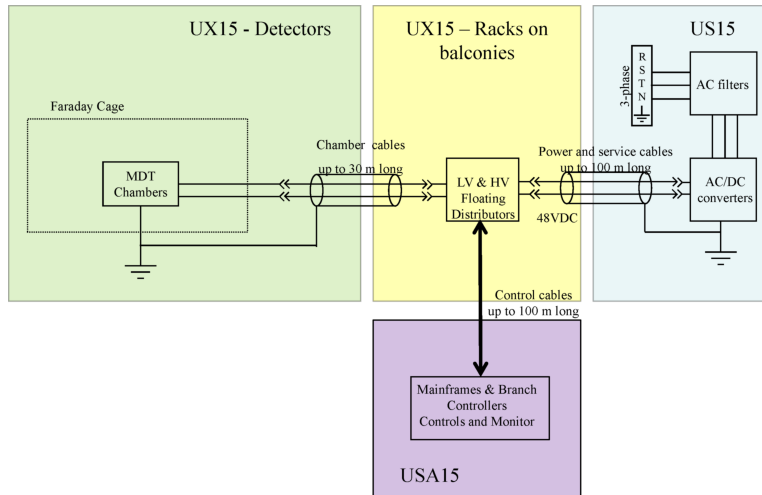 UX15 - Detectors
UX15 – Racks on
balconies
US15
3-phase
R
S
T
N
AC filters
Faraday Cage
Chamber cables
up to 30 m long
Power and service cables
up to 100 m long
MDT
Chambers
LV & HV
Floating
Distributors
AC/DC
converters
48VDC
Control cables
up to 100 m long
Mainframes & Branch
Controllers
Controls and Monitor
USA15